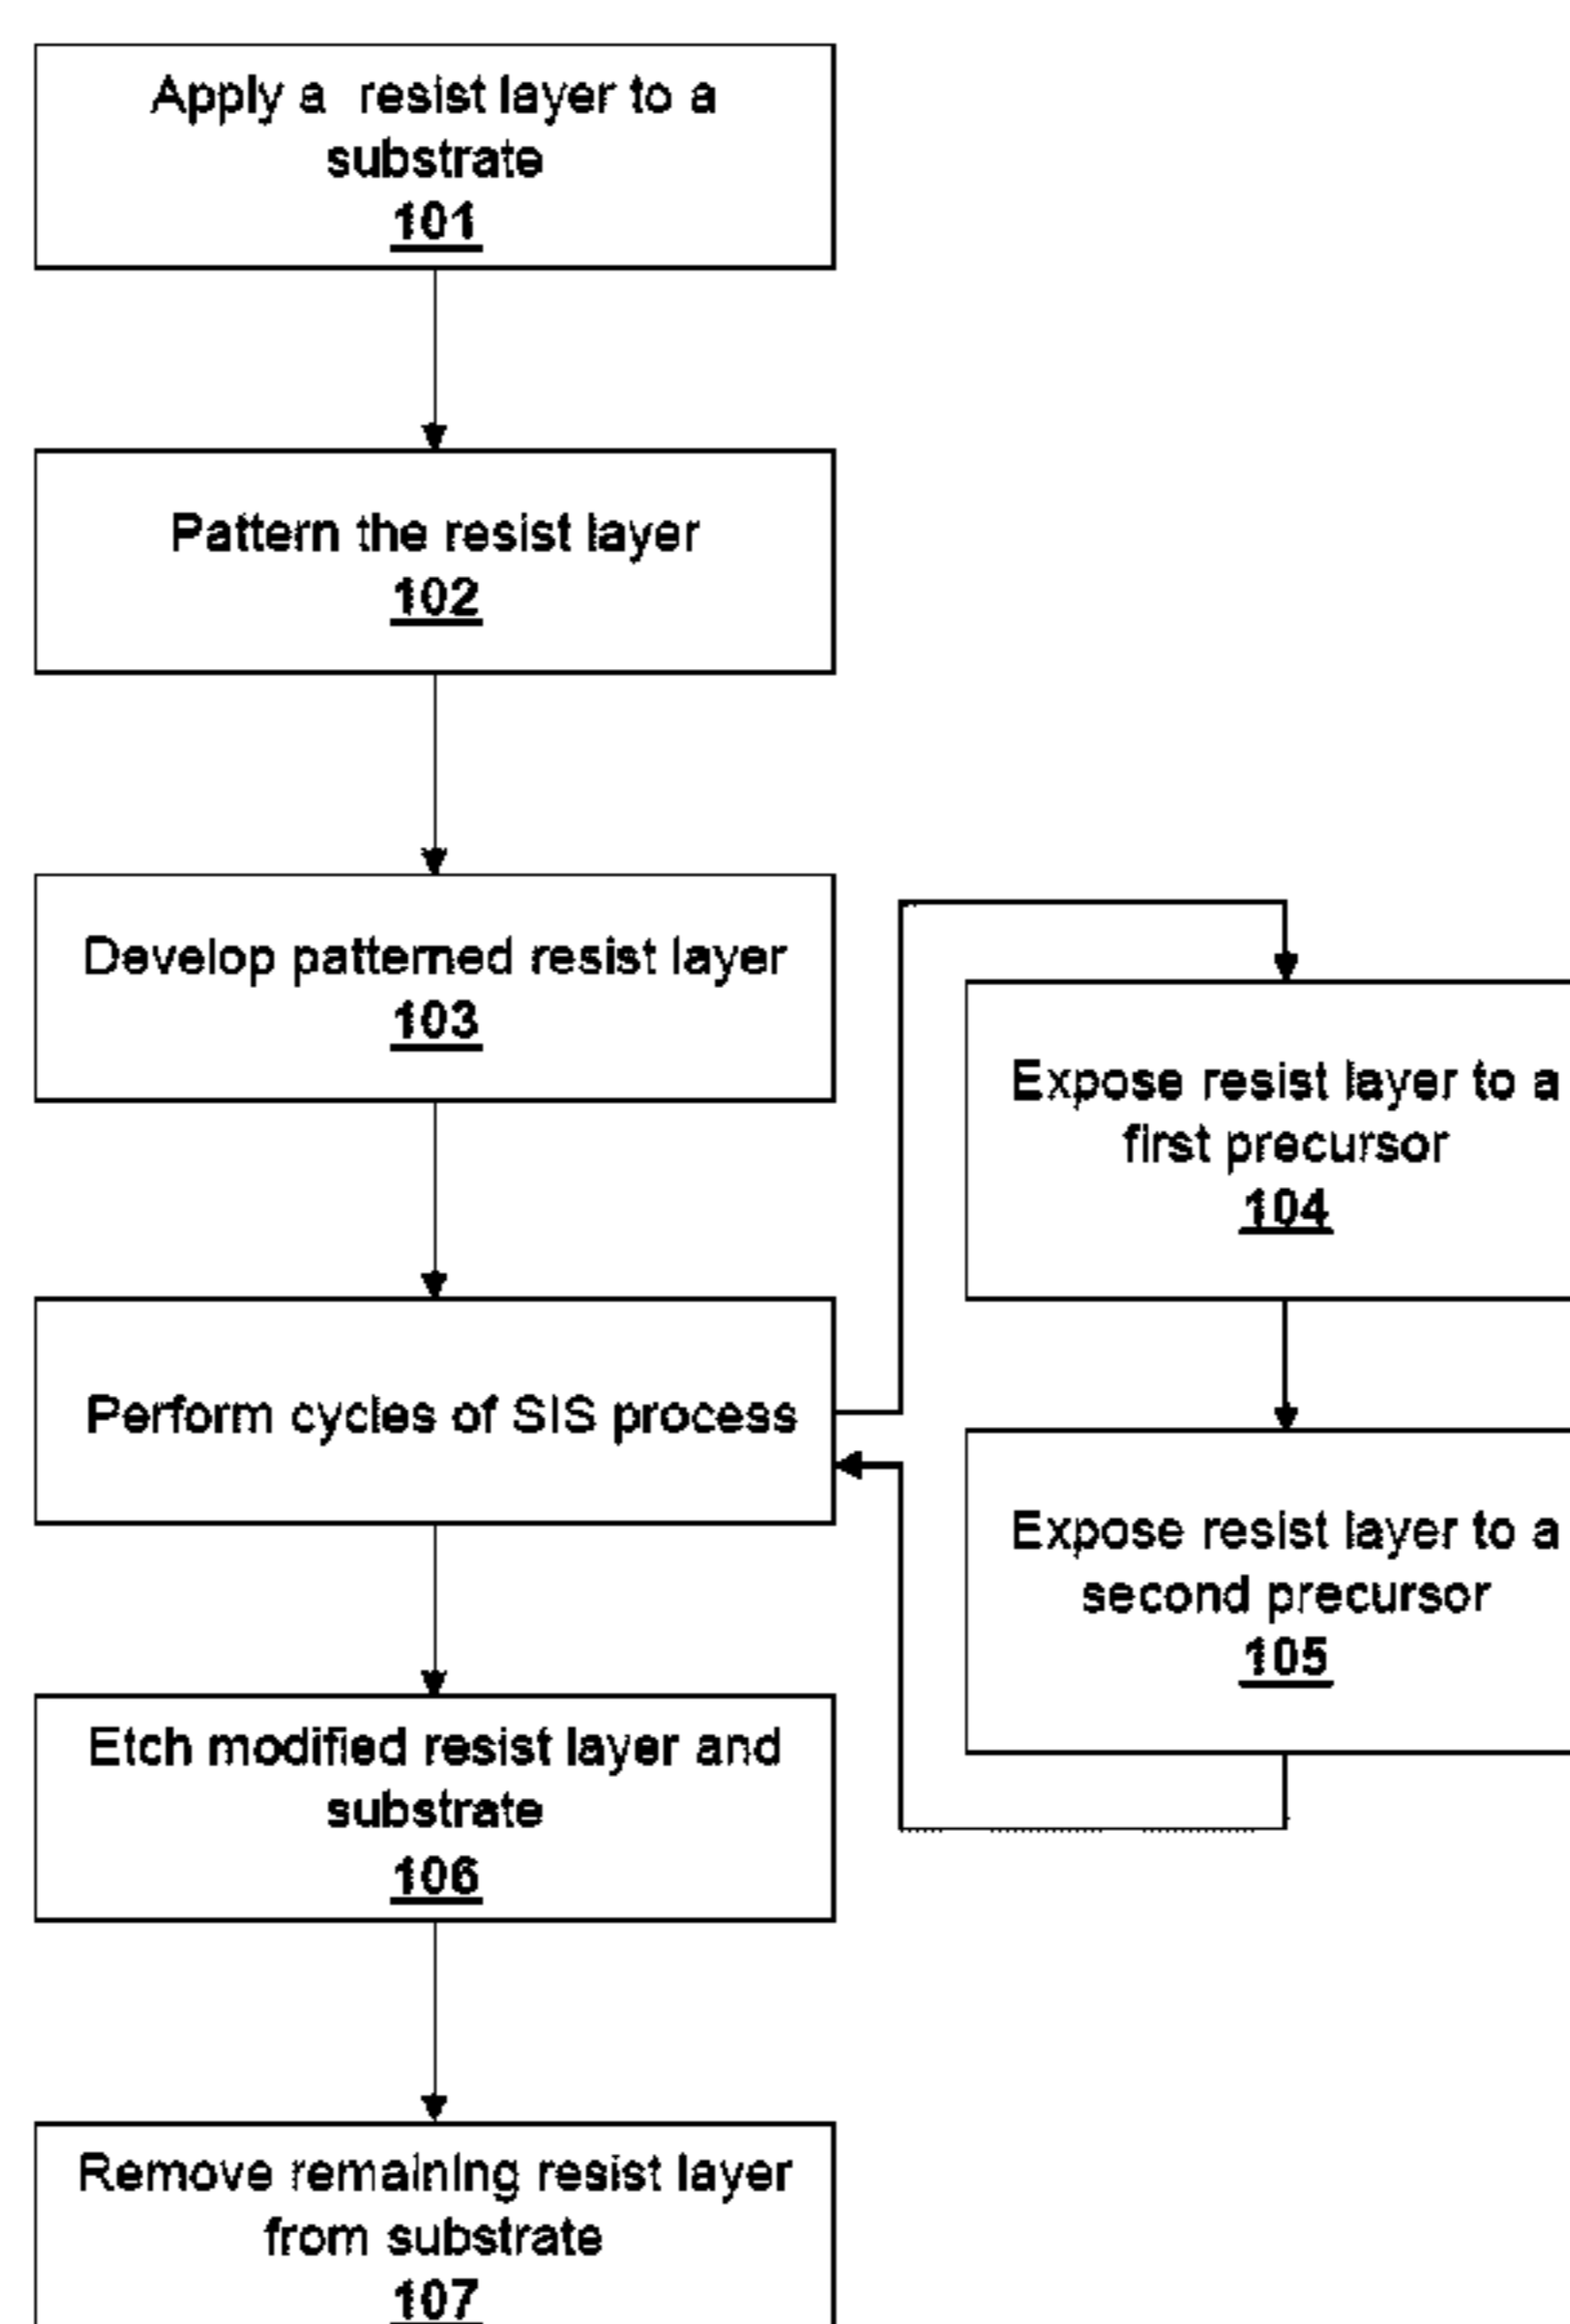 Apply a resist layer to a
substrate
101
Pattern the resist layer
102
Develop patterned resist layer
103
Expose resist layer to a
first precursor
104
Perform cycles of SIS process
Expose resist layer to a
second precursor
105
Etch modified resist layer and
substrate
106
Remove remaining resist layer
from substrate
107